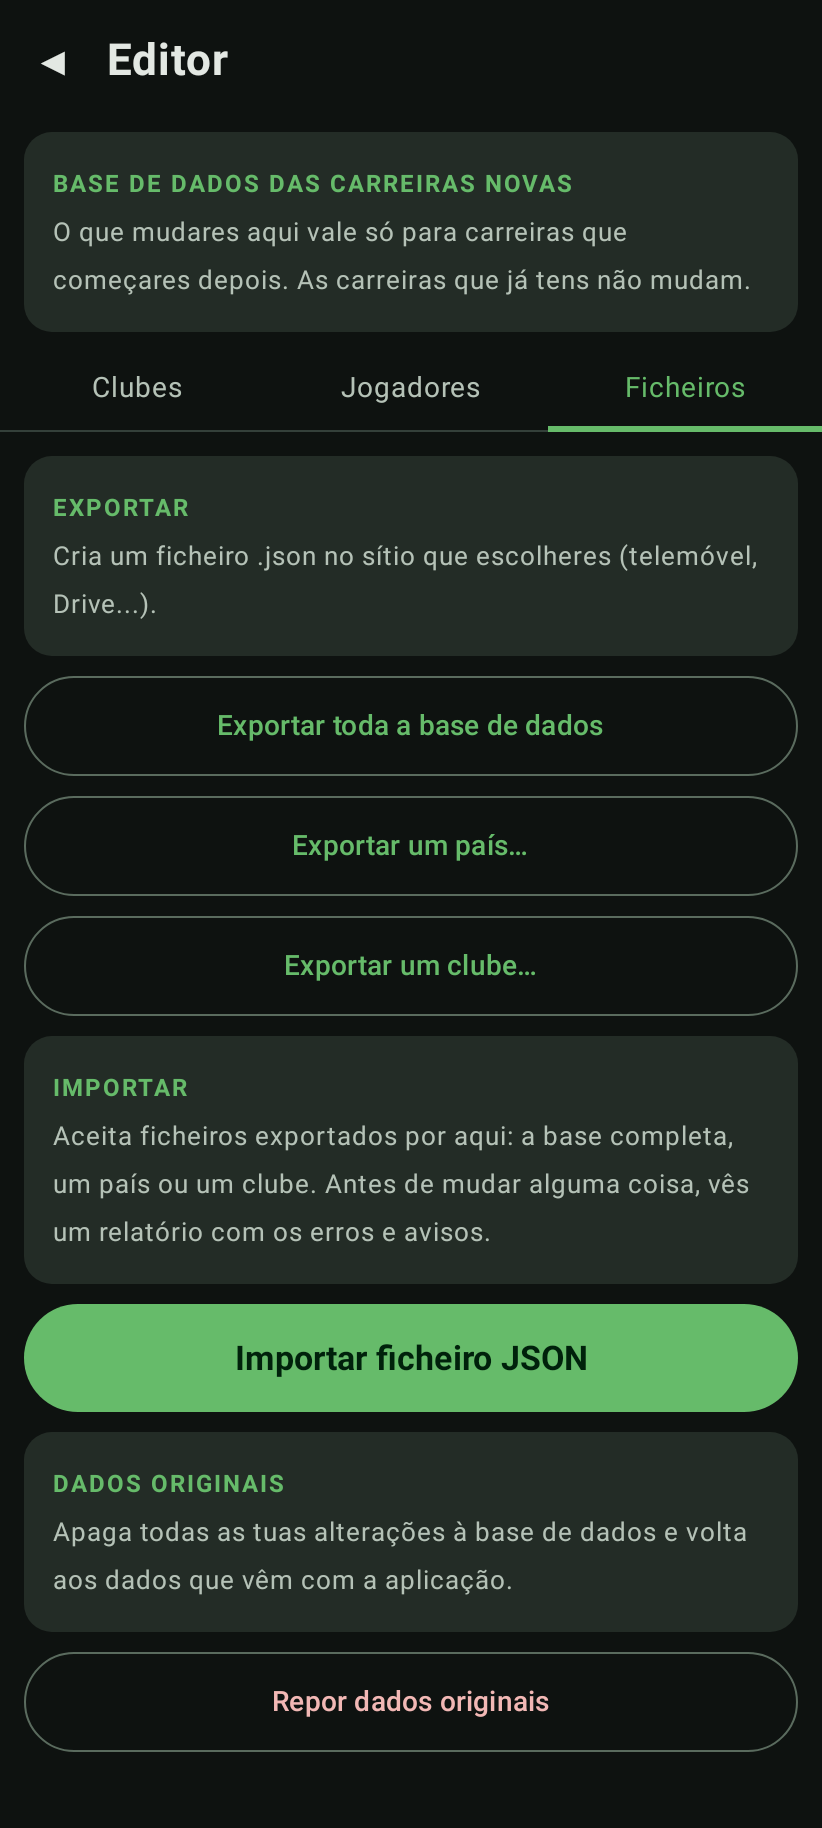 Editor
BASE DE DADOS DAS CARREIRAS NOVAS
O que mudares aqui vale só para carreiras que
começares depois. As carreiras que já tens não mudam.
Clubes
Jogadores
Ficheiros
EXPORTAR
Cria um ficheiro .json no sítio que escolheres (telemóvel,
Drive...).
Exportar toda a base de dados
Exportar um país…
Exportar um clube…
IMPORTAR
Aceita ficheiros exportados por aqui: a base completa,
um país ou um clube. Antes de mudar alguma coisa, vês
um relatório com os erros e avisos.
Importar ficheiro JSON
DADOS ORIGINAIS
Apaga todas as tuas alterações à base de dados e volta
aos dados que vêm com a aplicação.
Repor dados originais